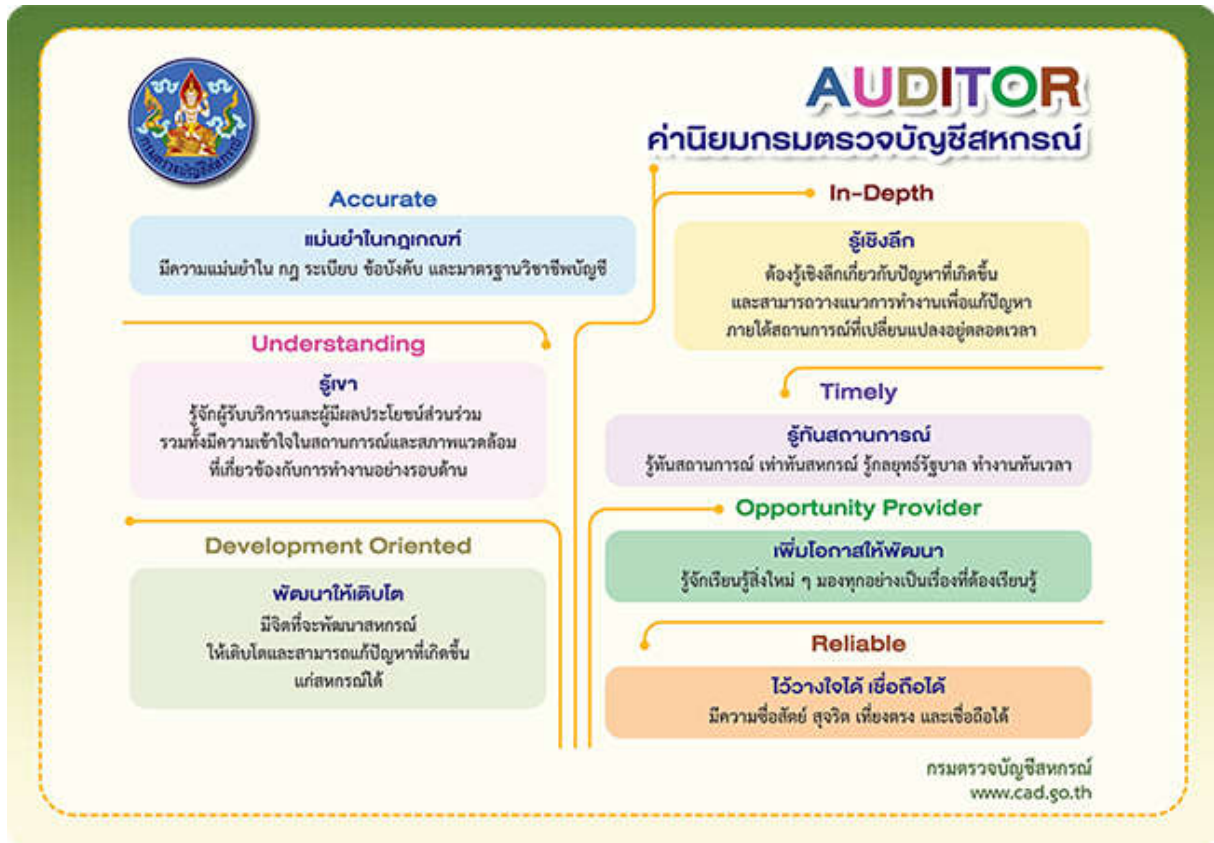 กรมตรวจบัญชีสหกรณ์
AUDITOR
ค่านิยมกรมตรวจบัญชีสหกรณ์
Accurate
แม่นยำในกฎเกณฑ์
มีความแม่นยำใน กฎ ระเบียบ ข้อบังคับ และมาตรฐานวิชาชีพบัญชี
Understanding
รู้เขา
รู้จักผู้รับบริการและผู้มีผลประโยชน์ส่วนร่วม
รวมทั้งมีความเข้าใจในสถานการณ์และสภาพแวดล้อม
ที่เกี่ยวข้องกับการทำงานอย่างรอบด้าน
Development Oriented
พัฒนาให้เติบโต
มีจิตที่จะพัฒนาสหกรณ์
ให้เติบโตและสามารถแก้ปัญหาที่เกิดขึ้น
แก่สหกรณ์ได้
In-Depth
รู้เชิงลึก
ต้องรู้เชิงลึกเกี่ยวกับปัญหาที่เกิดขึ้น
และสามารถวางแนวการทำงานเพื่อแก้ปัญหา
ภายใต้สถานการณ์ที่เปลี่ยนแปลงอยู่ตลอดเวลา
Timely
รู้ทันสถานการณ์
รู้ทันสถานการณ์ เท่าทันสหกรณ์ รู้กลยุทธ์รัฐบาล ทำงานทันเวลา
Opportunity Provider
เพิ่มโอกาสให้พัฒนา
รู้จักเรียนรู้สิ่งใหม่ ๆ มองทุกอย่างเป็นเรื่องที่ต้องเรียนรู้
Reliable
ไว้วางใจได้ เชื่อถือได้
มีความซื่อสัตย์ สุจริต เที่ยงตรง และเชื่อถือได้
กรมตรวจบัญชีสหกรณ์
www.cad.go.th